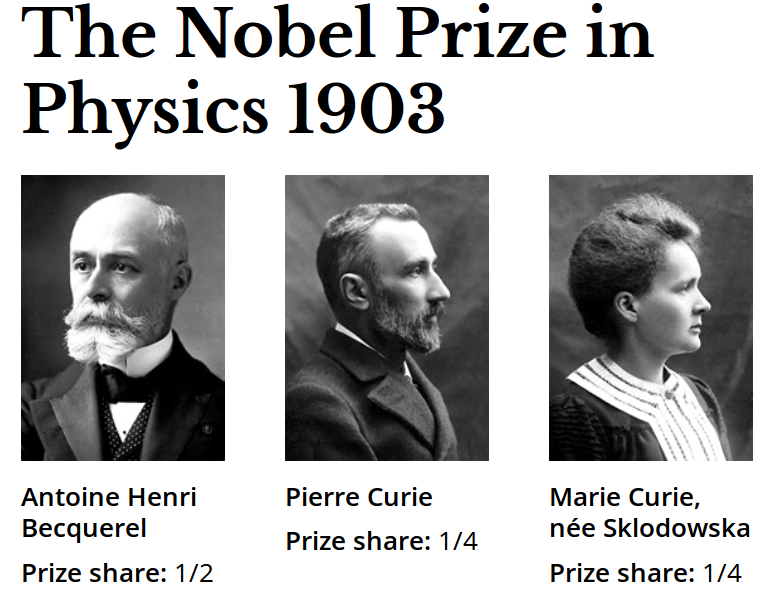 The Nobel Prize in
Physics 1903
Antoine Henri
Becquerel
Prize share: 1/2
Pierre Curie
Prize share: 1/4
Marie Curie,
née Sklodowska
Prize share: 1/4